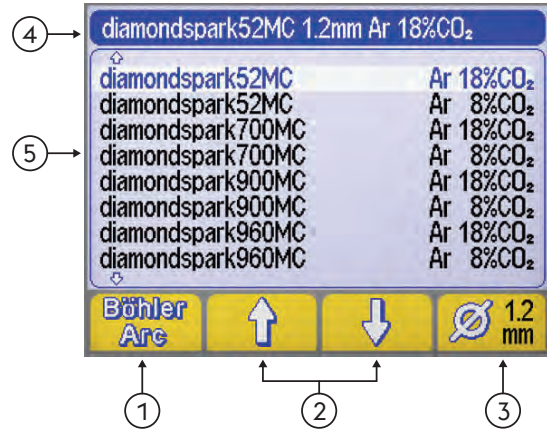 diamondspark52MC 1.2mm Ar 18%CO₂
diamondspark52MC Ar 18%CO₂
diamondspark52MC Ar 8%CO₂
diamondspark700MC Ar 18%CO₂
diamondspark700MC Ar 8%CO₂
diamondspark900MC Ar 18%CO₂
diamondspark900MC Ar 8%CO₂
diamondspark960MC Ar 18%CO₂
diamondspark960MC Ar 8%CO₂
Böhler
Arc
Ø 1.2
mm
4
5
1
2
3